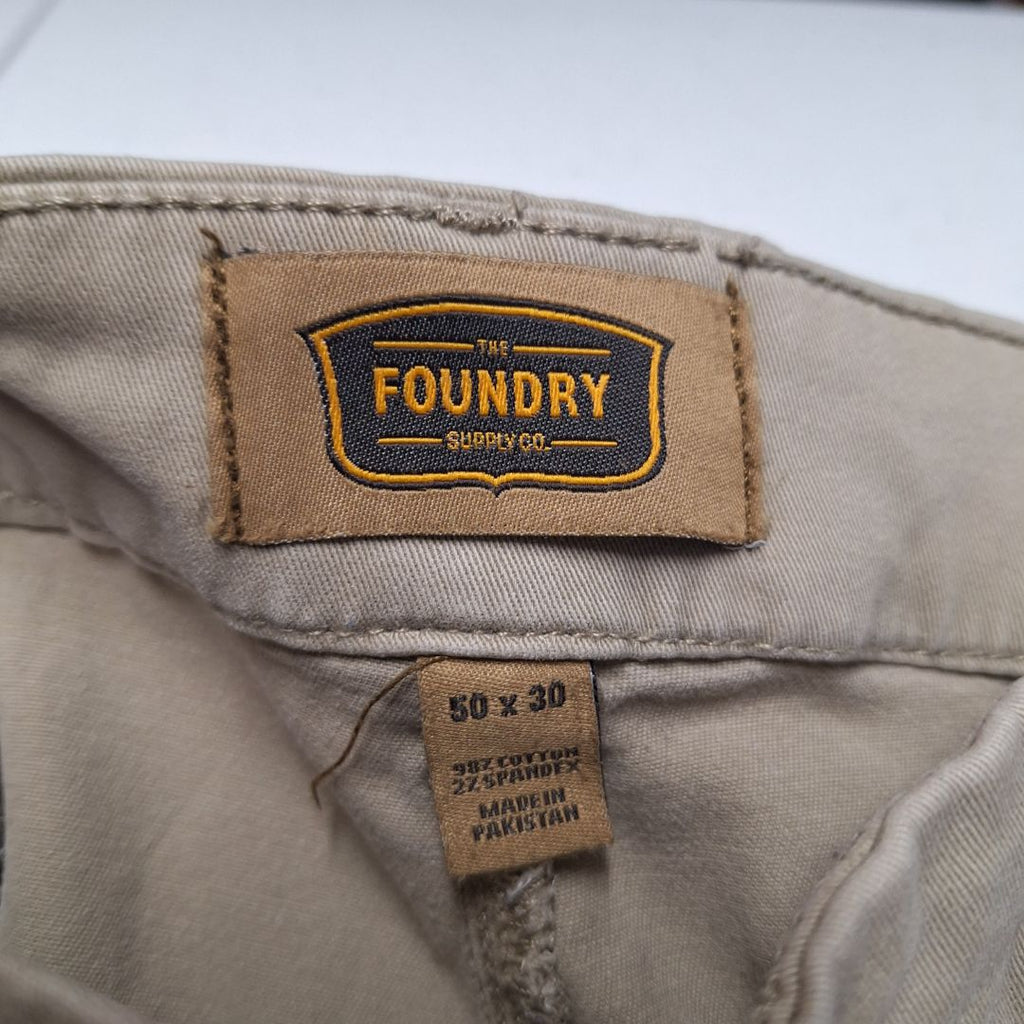 THE
FOUNDRY
SUPPLY CO.
50 x 30
98% COTTON
2% SPANDEX
MADE IN
PAKISTAN